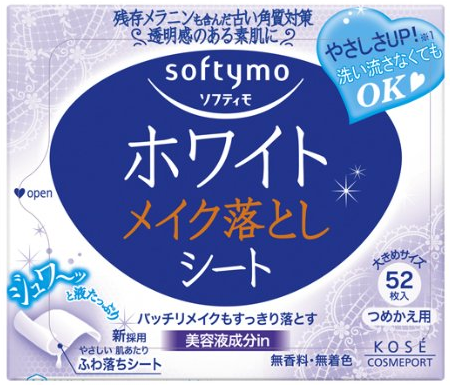 残存メラニンも含んだ古い角質対策
透明感のある素肌に
やさしさUP!※1
洗い流さなくても
OK
softymo
ソフティモ
ホワイト
メイク落とし
シート
open
シュワ〜ッ
と液たっぷり
大きめサイズ
52
枚入
つめかえ用
バッチリメイクもすっきり落とす
美容液成分in
新採用
やさしい肌あたり
ふわ落ちシート
無香料・無着色
KOSÉ
COSMEPORT